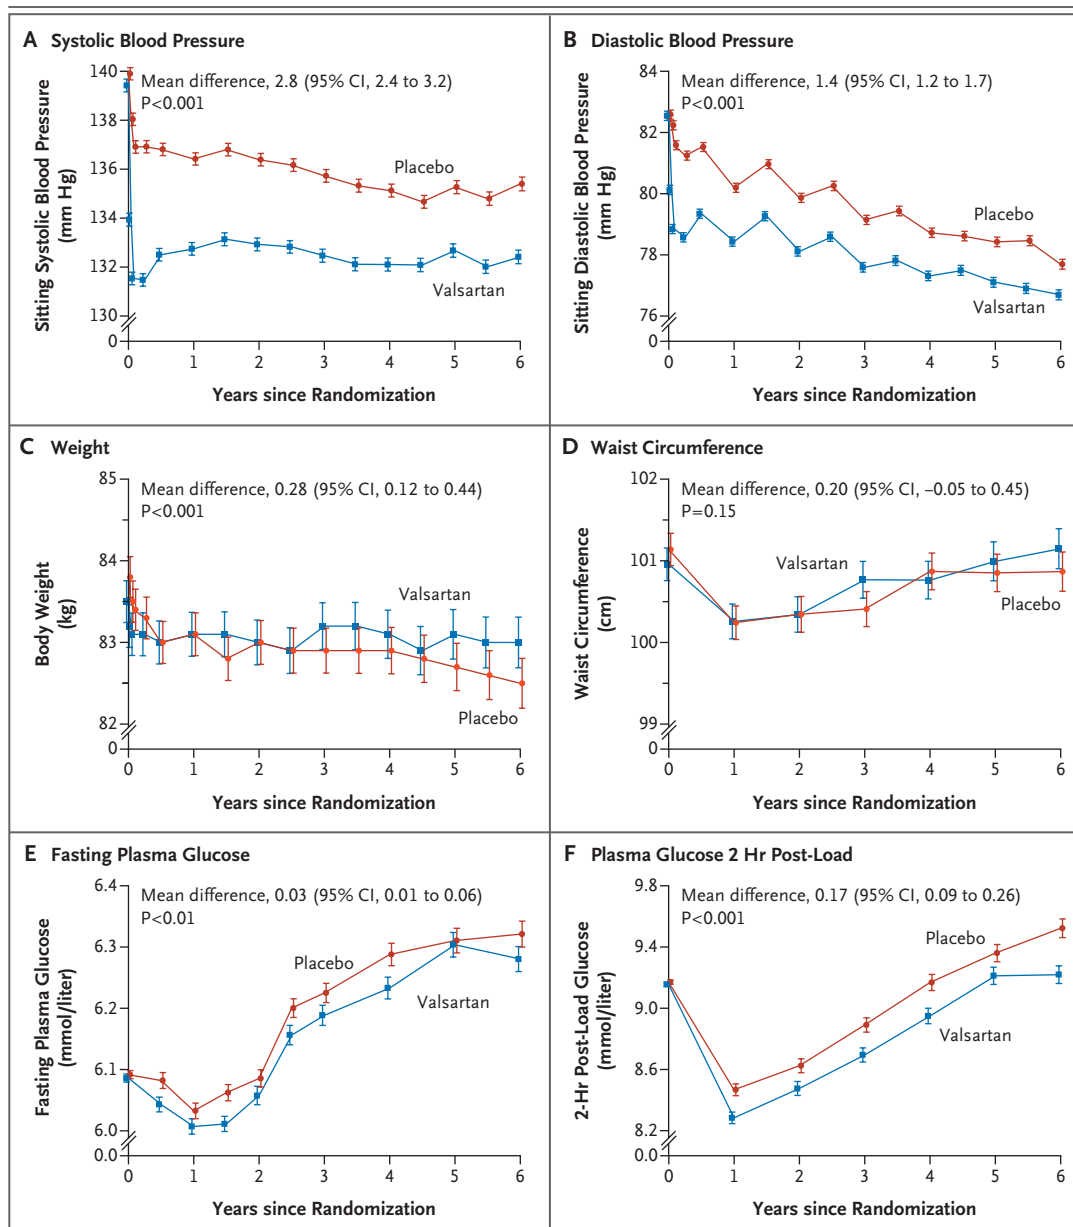 A Systolic Blood Pressure
Sitting Systolic Blood Pressure
(mm Hg)
140
138
136
134
132
130
0
Mean difference, 2.8 (95% CI, 2.4 to 3.2)
P<0.001
Placebo
Valsartan
0 1 2 3 4 5 6
Years since Randomization
B Diastolic Blood Pressure
Sitting Diastolic Blood Pressure
(mm Hg)
84
82
80
78
76
0
Mean difference, 1.4 (95% CI, 1.2 to 1.7)
P<0.001
Placebo
Valsartan
0 1 2 3 4 5 6
Years since Randomization
C Weight
Body Weight
(kg)
85
84
83
82
0
Mean difference, 0.28 (95% CI, 0.12 to 0.44)
P<0.001
Valsartan
Placebo
0 1 2 3 4 5 6
Years since Randomization
D Waist Circumference
Waist Circumference
(cm)
102
101
100
99
0
Mean difference, 0.20 (95% CI, –0.05 to 0.45)
P=0.15
Valsartan
Placebo
0 1 2 3 4 5 6
Years since Randomization
E Fasting Plasma Glucose
Fasting Plasma Glucose
(mmol/liter)
6.4
6.3
6.2
6.1
6.0
0.0
Mean difference, 0.03 (95% CI, 0.01 to 0.06)
P<0.01
Placebo
Valsartan
0 1 2 3 4 5 6
Years since Randomization
F Plasma Glucose 2 Hr Post-Load
2-Hr Post-Load Glucose
(mmol/liter)
9.8
9.4
9.0
8.6
8.2
0.0
Mean difference, 0.17 (95% CI, 0.09 to 0.26)
P<0.001
Placebo
Valsartan
0 1 2 3 4 5 6
Years since Randomization